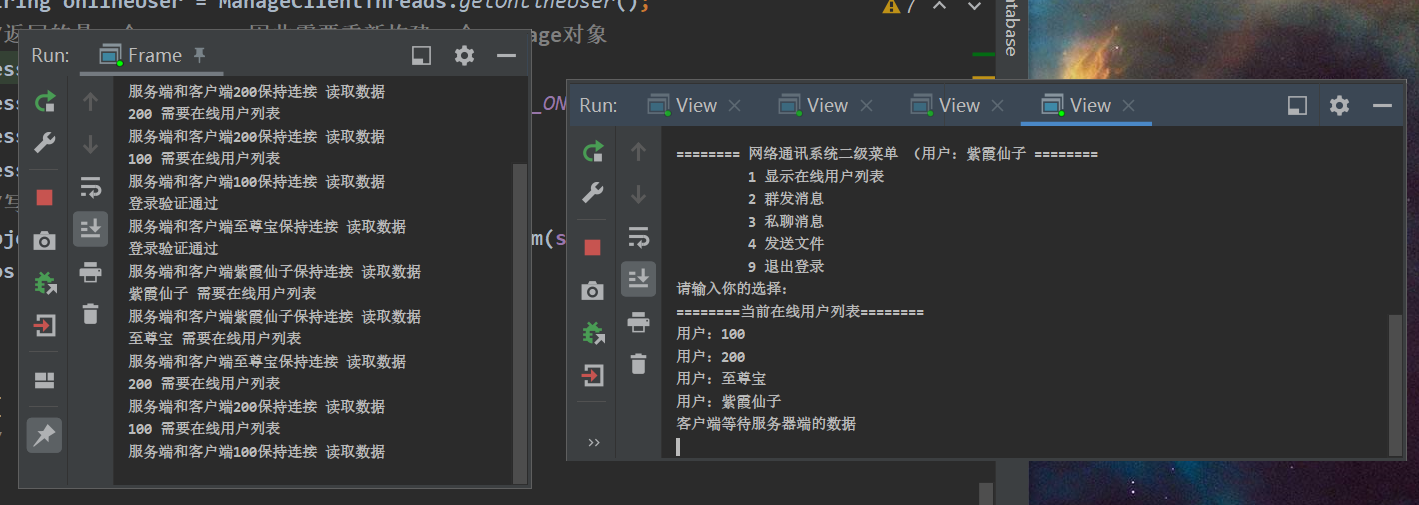 tring onlineUser = ManageClientThreads.getOnlineUser();
7
atabase
Run: Frame
服务端和客户端200保持连接 读取数据
200 需要在线用户列表
服务端和客户端200保持连接 读取数据
100 需要在线用户列表
服务端和客户端100保持连接 读取数据
登录验证通过
服务端和客户端至尊宝保持连接 读取数据
登录验证通过
服务端和客户端紫霞仙子保持连接 读取数据
紫霞仙子 需要在线用户列表
服务端和客户端紫霞仙子保持连接 读取数据
至尊宝 需要在线用户列表
服务端和客户端至尊宝保持连接 读取数据
200 需要在线用户列表
服务端和客户端200保持连接 读取数据
100 需要在线用户列表
服务端和客户端100保持连接 读取数据
age对象
_ON
m(s
Run: View View View View
======== 网络通讯系统二级菜单 （用户：紫霞仙子 ========
1 显示在线用户列表
2 群发消息
3 私聊消息
4 发送文件
9 退出登录
请输入你的选择：
========当前在线用户列表========
用户：100
用户：200
用户：至尊宝
用户：紫霞仙子
客户端等待服务器端的数据